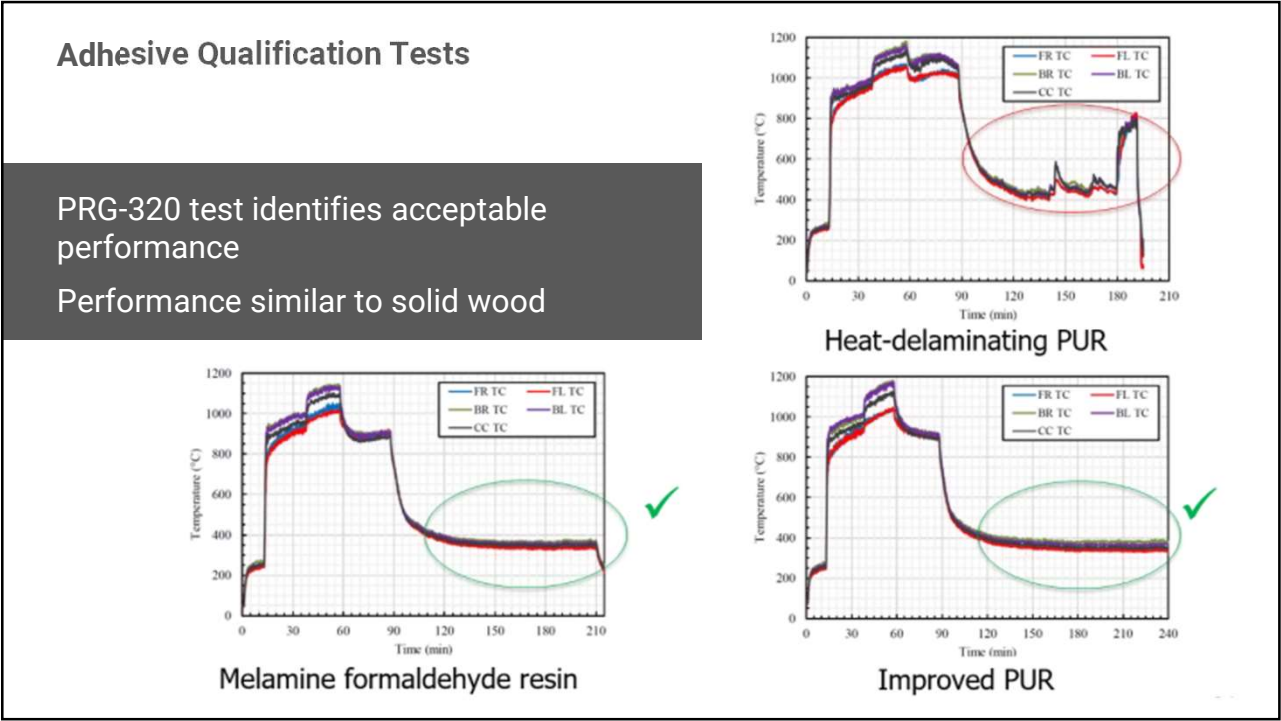 Adhesive Qualification Tests
PRG-320 test identifies acceptable
performance
Performance similar to solid wood
1200
1000
800
600
400
200
0
Temperature (°C)
FR TC FL TC
BR TC BL TC
CC TC
0 30 60 90 120 150 180 210
Time (min)
Heat-delaminating PUR
1200
1000
800
600
400
200
0
Temperature (°C)
FR TC FL TC
BR TC BL TC
CC TC
0 30 60 90 120 150 180 210
Time (min)
Melamine formaldehyde resin
1200
1000
800
600
400
200
0
Temperature (°C)
FR TC FL TC
BR TC BL TC
CC TC
0 30 60 90 120 150 180 210 240
Time (min)
Improved PUR